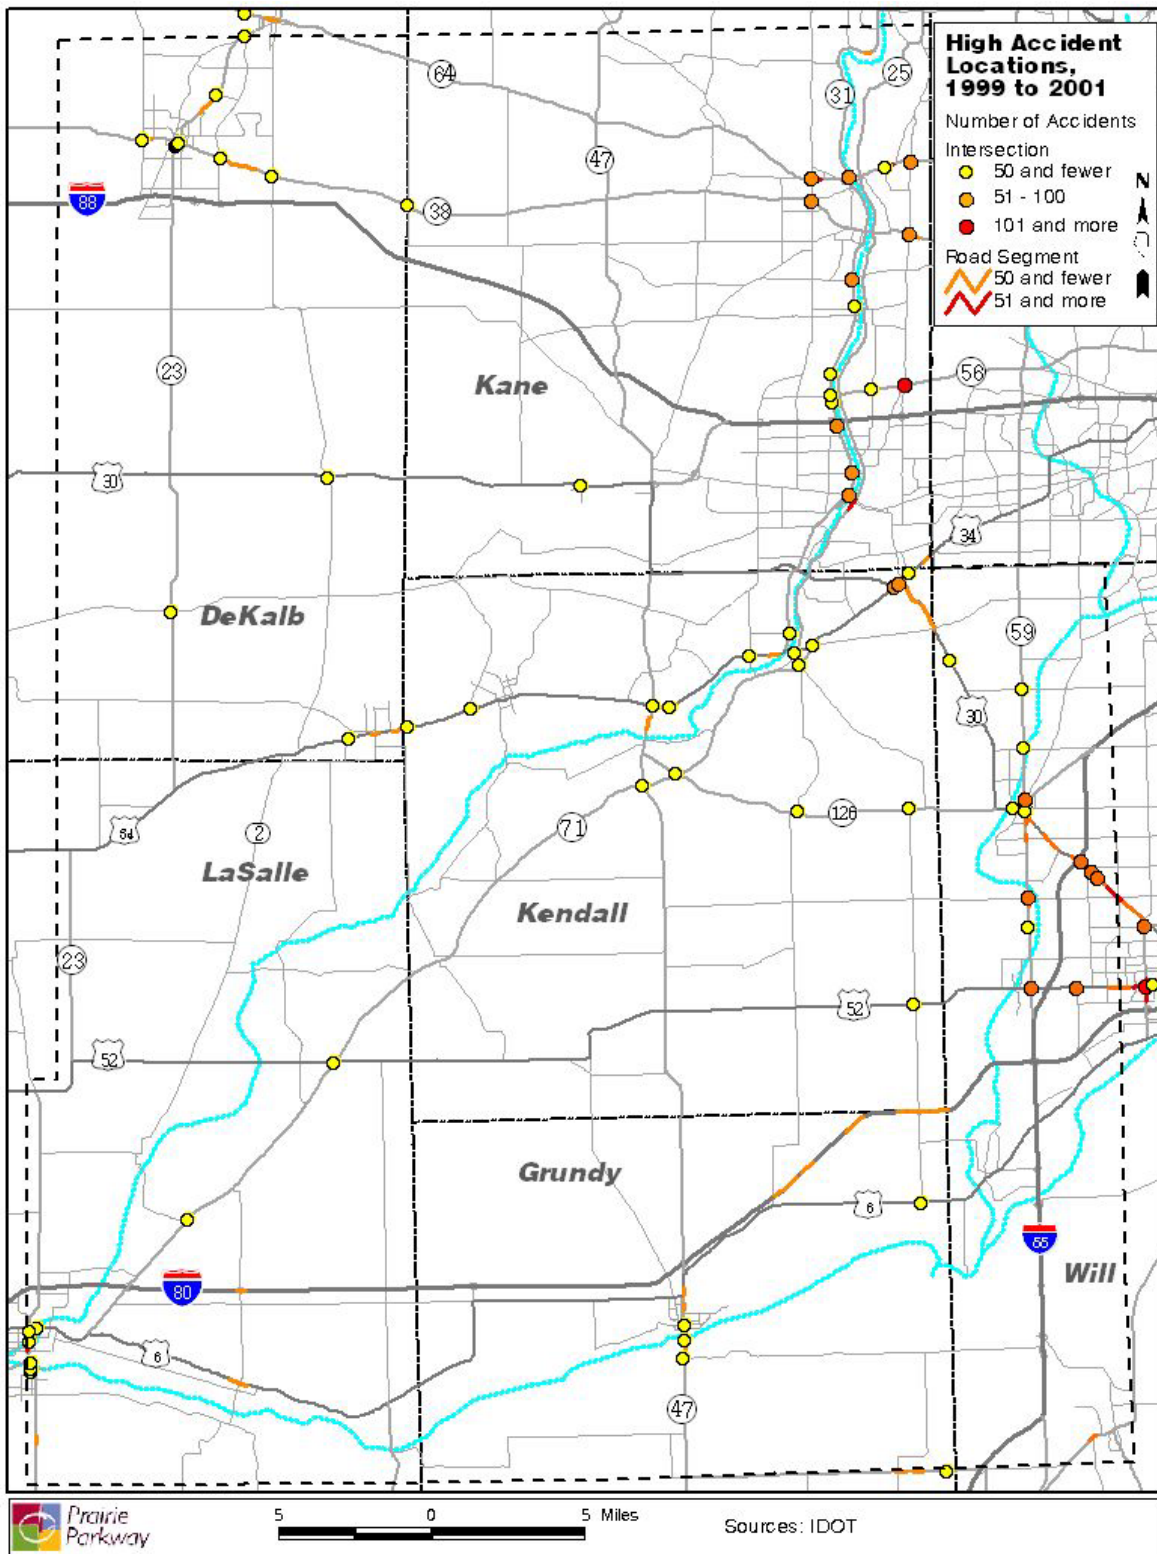 High Accident
Locations,
1999 to 2001
Number of Accidents
Intersection
50 and fewer
51 - 100
101 and more
Road Segment
50 and fewer
51 and more
N
64
31
25
47
88
38
23
Kane
56
30
34
DeKalb
59
30
34
2
71
126
LaSalle
Kendall
23
52
52
Grundy
6
55
Will
80
6
47
Prairie
Parkway
5 0 5 Miles
Sources: IDOT